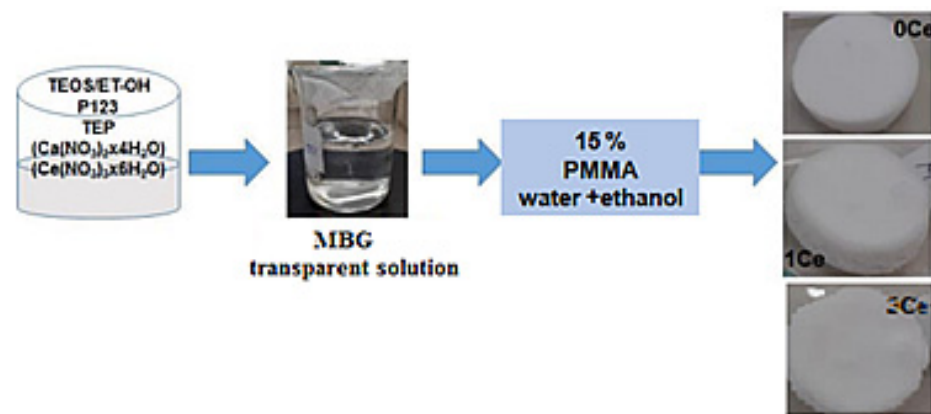 TEOS/ET-OH
P123
TEP
(Ca(NO₃)₂x4H₂O)
(Ce(NO₃)₃x6H₂O)
MBG
transparent solution
15 %
PMMA
water +ethanol
0Ce
1Ce